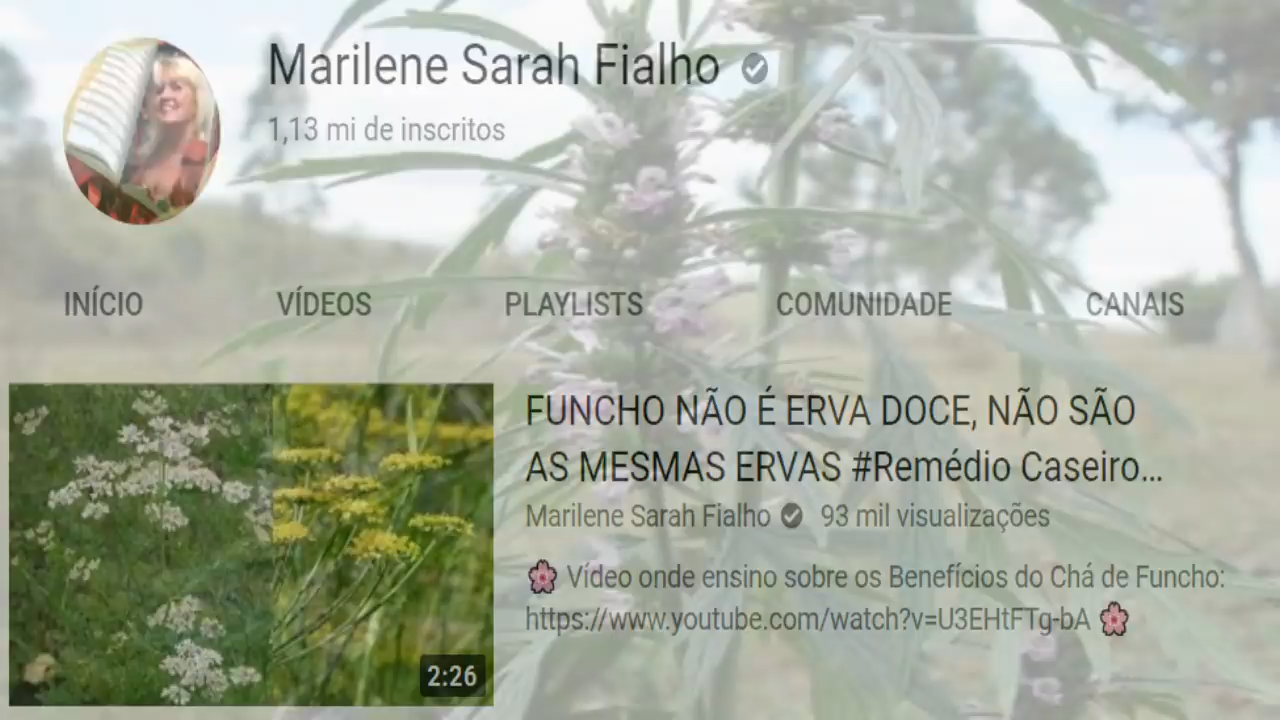 Marilene Sarah Fialho
1,13 mi de inscritos
INÍCIO VÍDEOS PLAYLISTS COMUNIDADE CANAIS
FUNCHO NÃO É ERVA DOCE, NÃO SÃO
AS MESMAS ERVAS #Remédio Caseiro...
Marilene Sarah Fialho 93 mil visualizações
Vídeo onde ensino sobre os Benefícios do Chá de Funcho:
https://www.youtube.com/watch?v=U3EHtFTg-bA
2:26